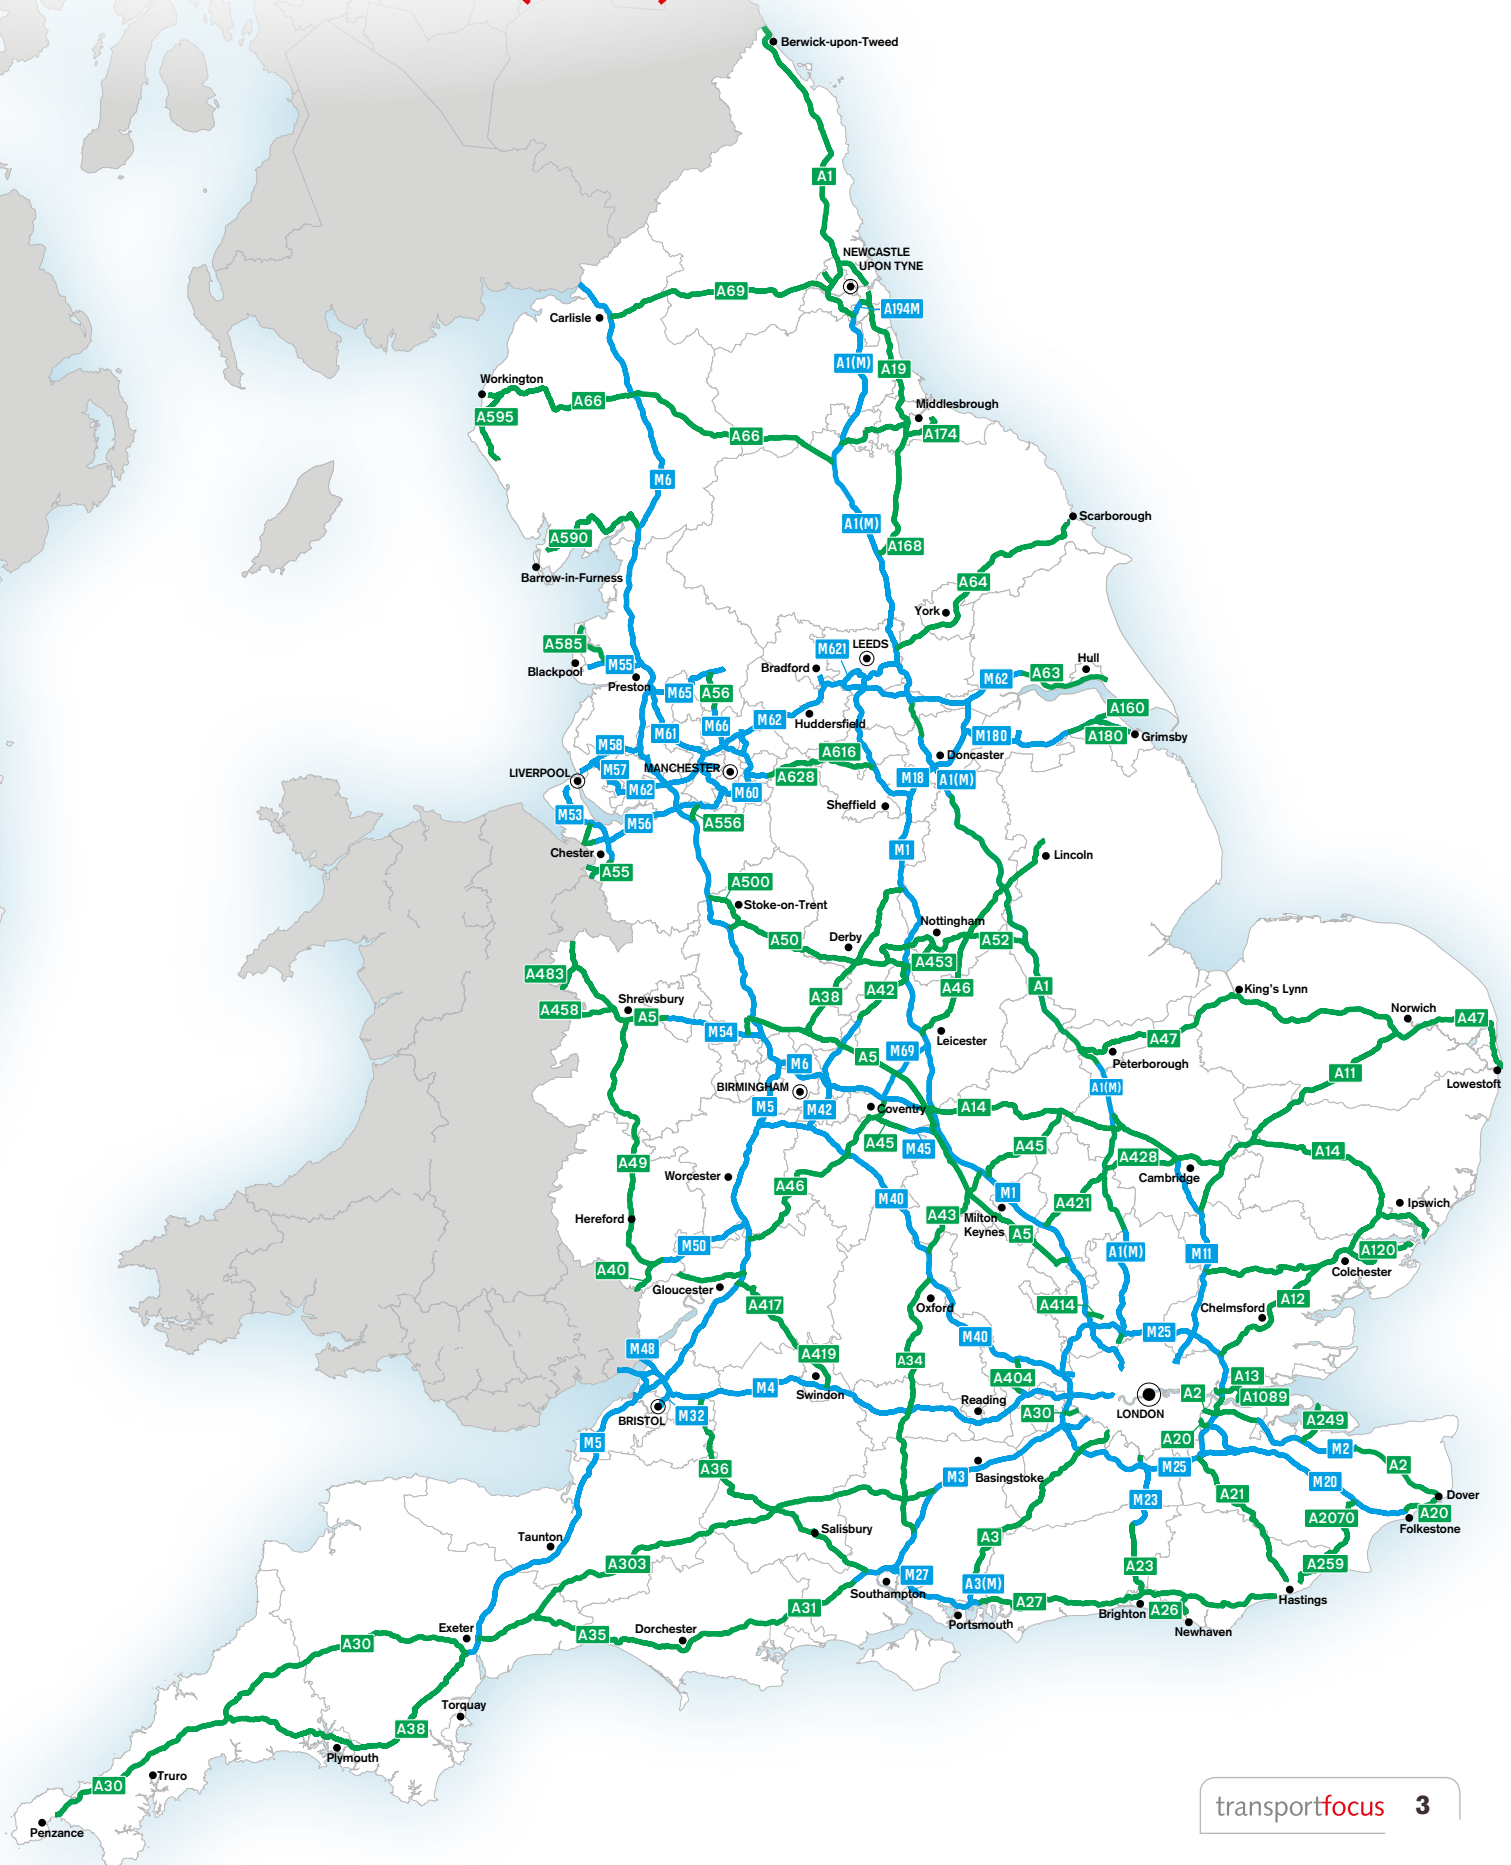 Berwick-upon-Tweed
A1
NEWCASTLE
UPON TYNE
A69
A194M
Carlisle
A1(M)
A19
Workington
A66
A595
Middlesbrough
A174
A66
M6
Scarborough
A1(M)
A590
A168
Barrow-in-Furness
A64
York
A585
M621
LEEDS
Blackpool
M55
Bradford
Hull
Preston
M65
A56
M62
A63
A160
Huddersfield
M62
M66
M61
M180
A180
Grimsby
M58
A616
Doncaster
LIVERPOOL
M57
MANCHESTER
A628
M18
A1(M)
M62
M60
Sheffield
M53
M56
A556
Chester
M1
Lincoln
A55
A500
Stoke-on-Trent
Nottingham
A50
Derby
A52
A453
A483
A38
A42
A46
A1
King's Lynn
Shrewsbury
A458
A5
Norwich
A47
M54
Leicester
A47
A5
M69
Peterborough
M6
A11
Lowestoft
BIRMINGHAM
A1(M)
M5
M42
Coventry
A14
A45
M45
A45
A14
A428
Cambridge
A49
Worcester
A46
M40
M1
A421
Ipswich
Hereford
A43
Milton
Keynes
A5
M50
A1(M)
M11
A120
A40
Colchester
Gloucester
A417
Oxford
A414
A12
Chelmsford
M48
M40
M25
A419
A34
A404
A13
Swindon
M4
A2
A1089
BRISTOL
M32
Reading
A30
LONDON
A249
M5
A20
M2
A36
Basingstoke
M25
A2
M3
M20
M23
A21
Dover
A20
A2070
Folkestone
Taunton
Salisbury
A3
A303
A23
A259
M27
A3(M)
Southampton
A31
A27
Hastings
Brighton
A26
Portsmouth
Newhaven
Exeter
A35
Dorchester
A30
Torquay
A38
Plymouth
Truro
A30
Penzance
transportfocus 3